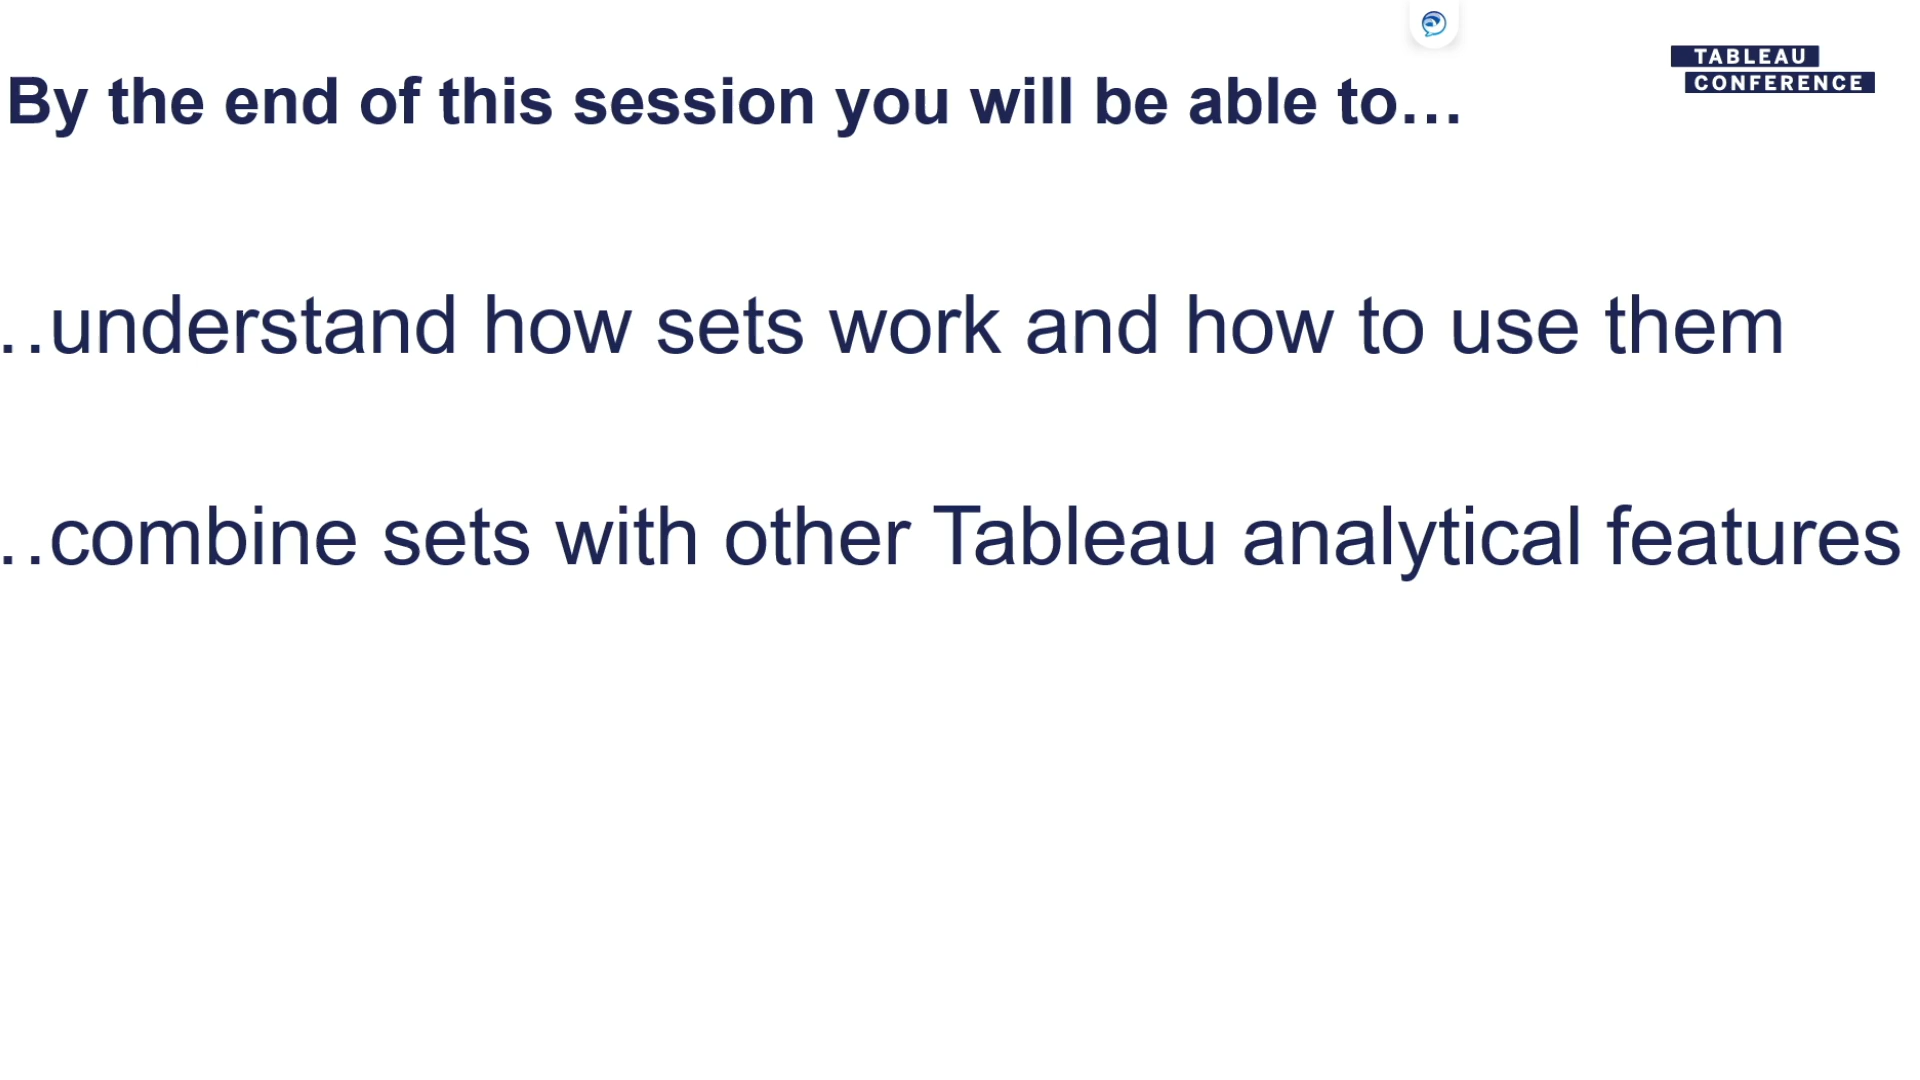 TABLEAU
CONFERENCE
By the end of this session you will be able to…
..understand how sets work and how to use them
..combine sets with other Tableau analytical features